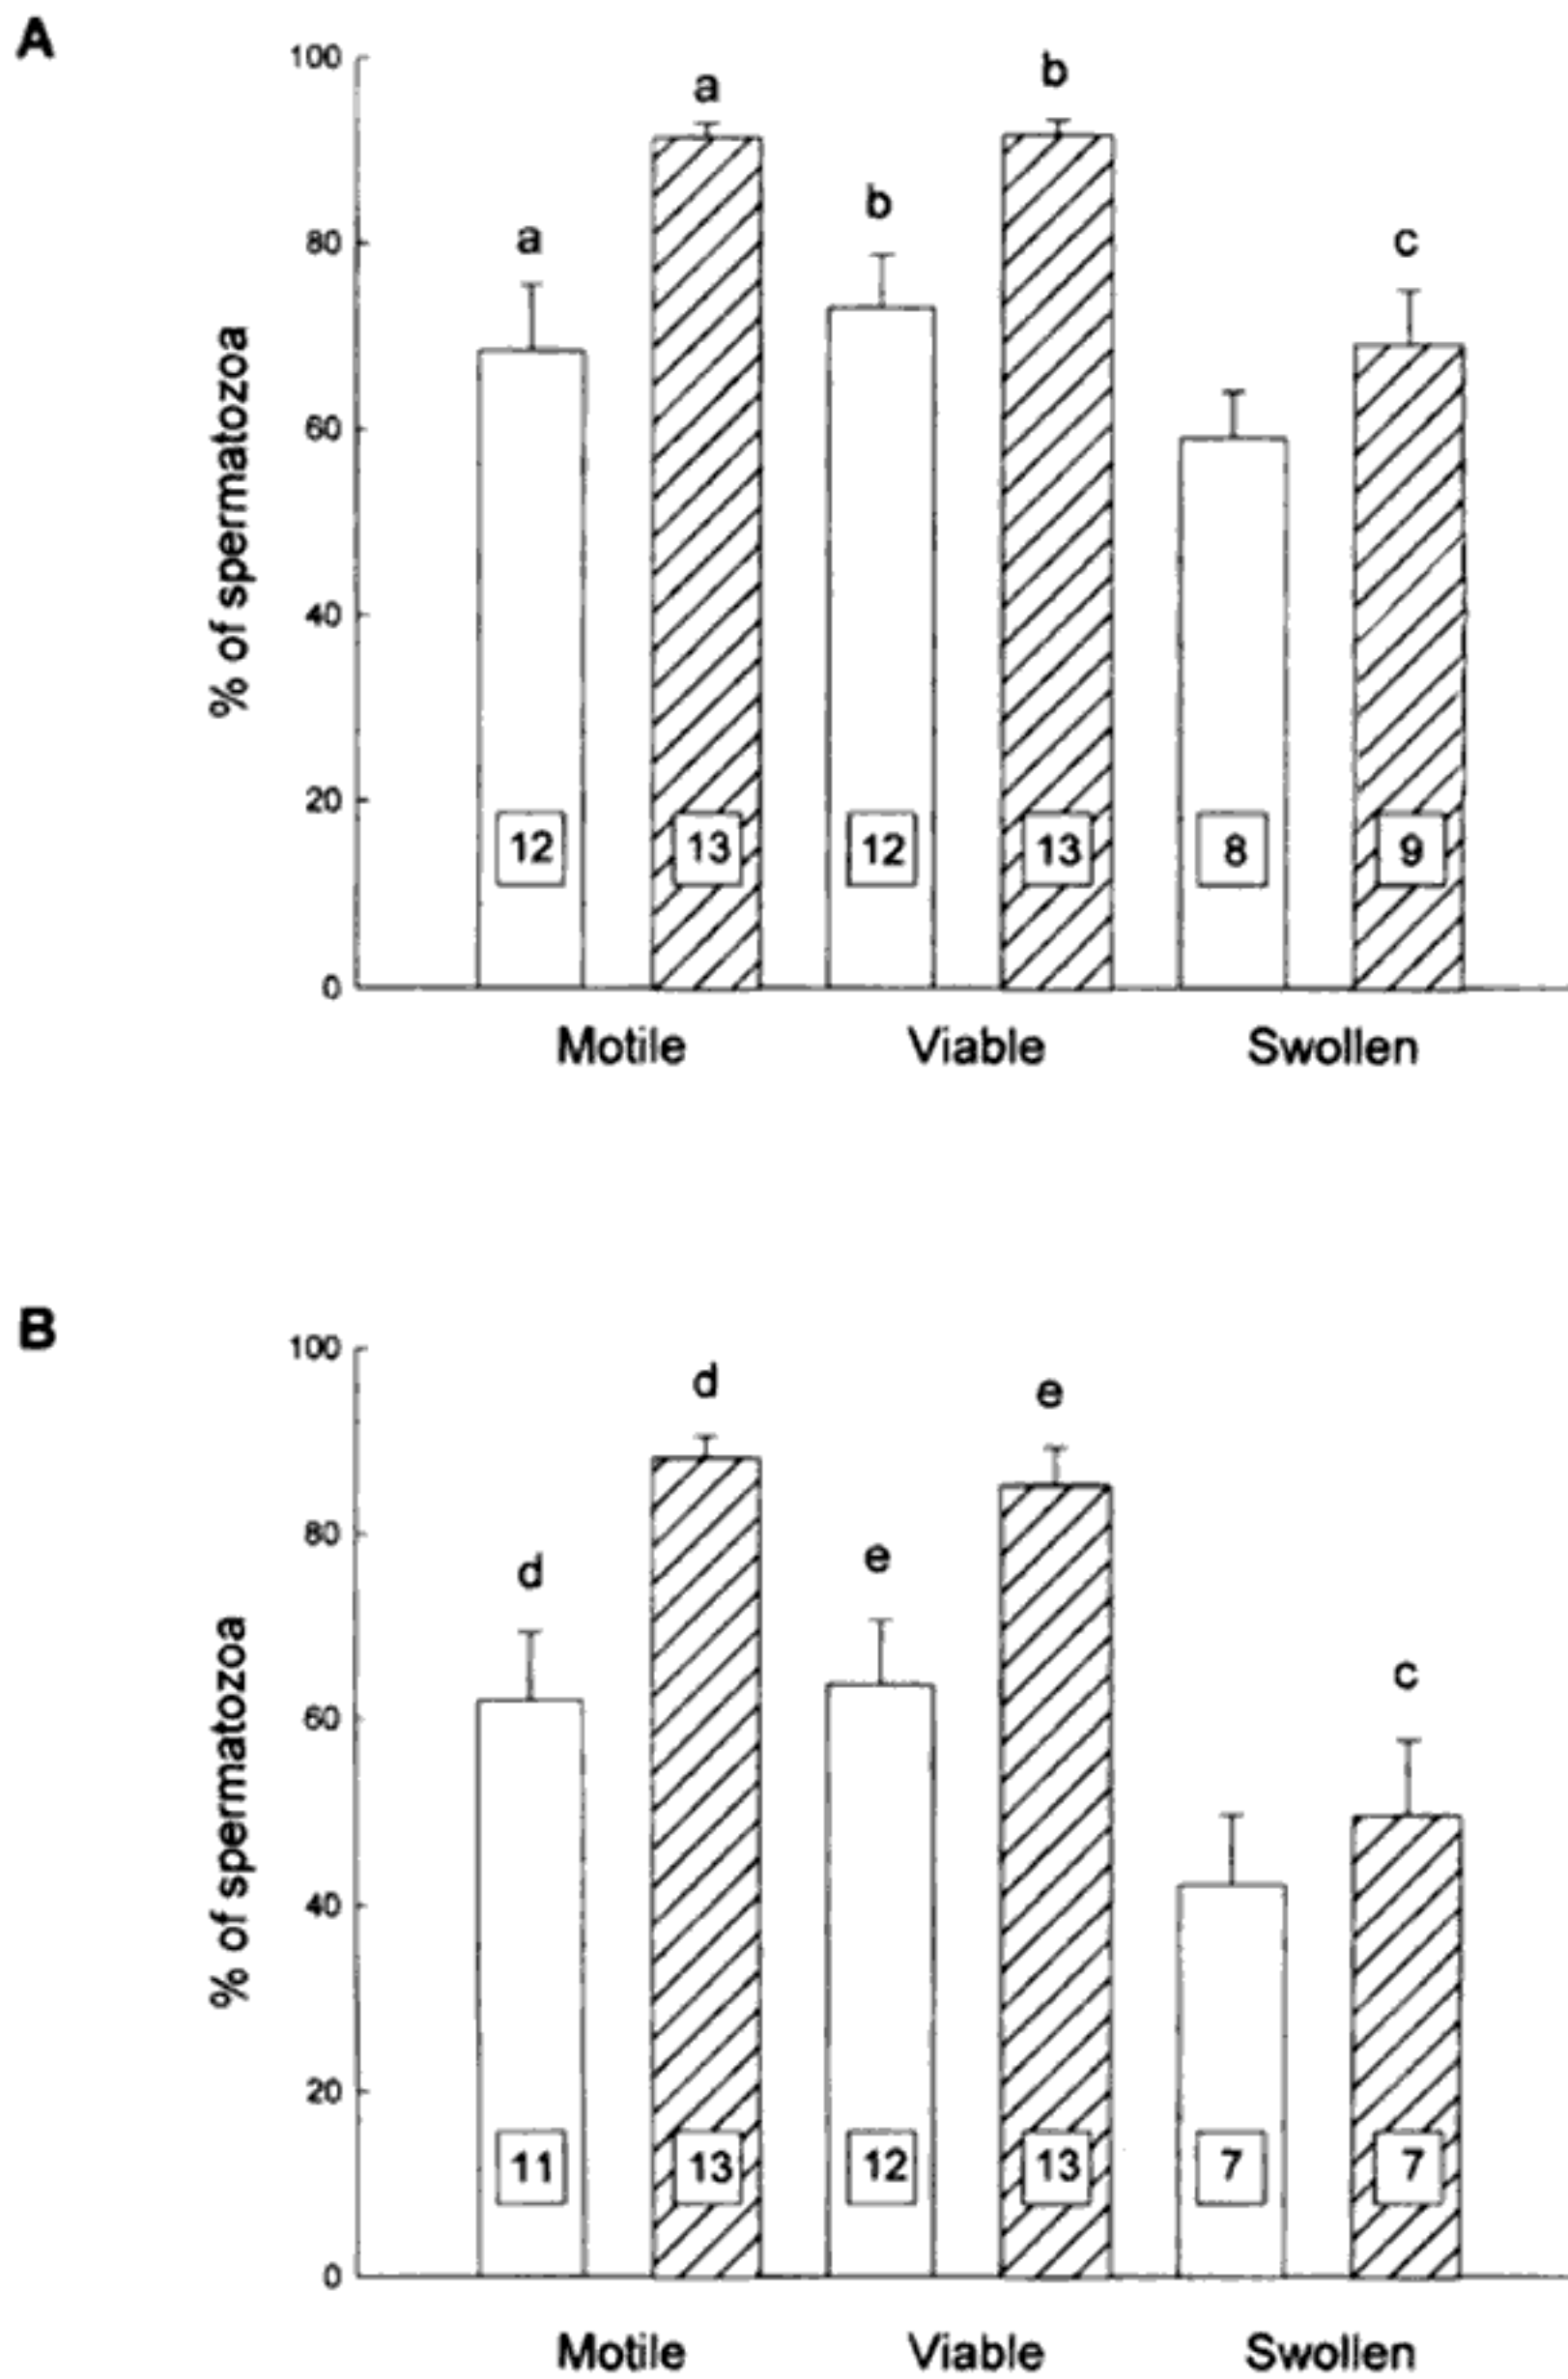 A
100
a
b
80
a
b
c
% of spermatozoa
60
40
20
12
13
12
13
8
9
0
Motile
Viable
Swollen
B
100
d
e
80
d
e
c
% of spermatozoa
60
40
20
11
13
12
13
7
7
0
Motile
Viable
Swollen